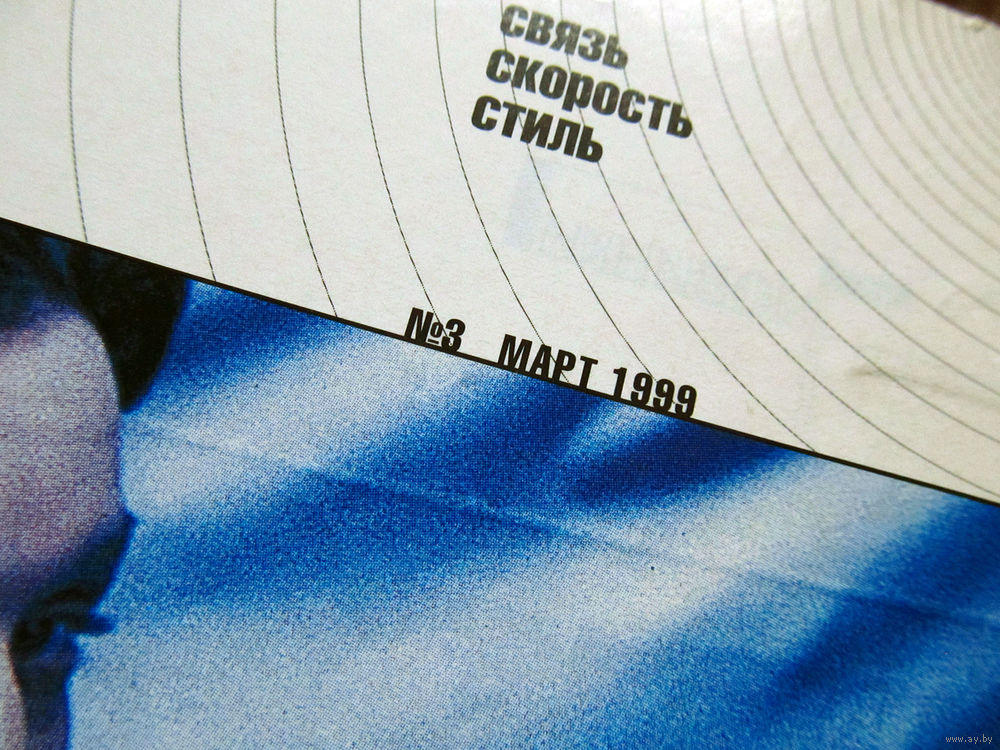 связь
скорость
стиль
№3 МАРТ 1999
www.ay.by